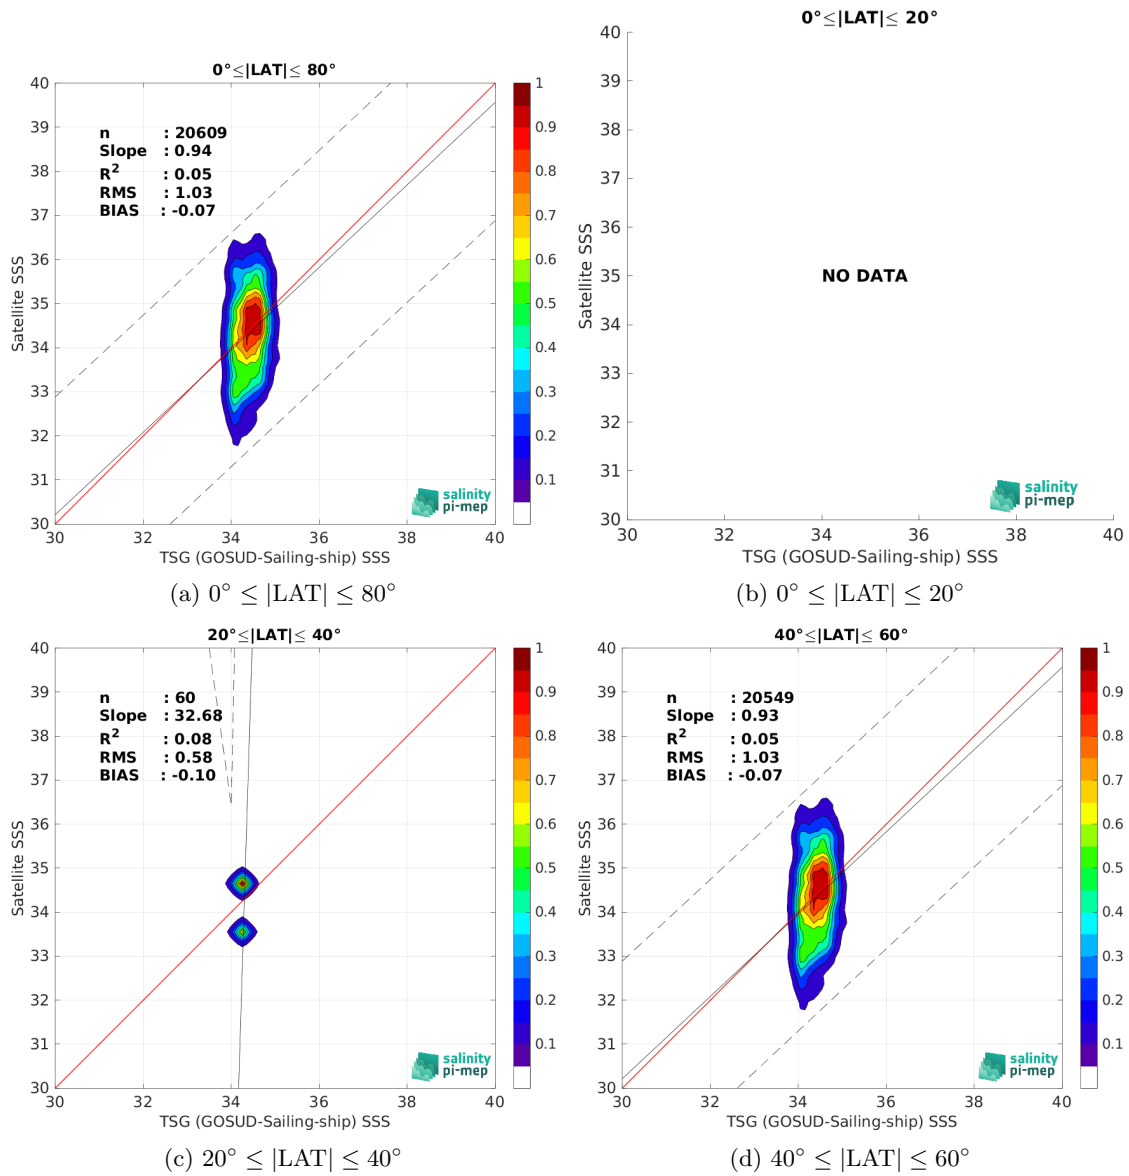 0°≤|LAT|≤ 80°
40
39
38
37
36
35
34
33
32
31
30
n : 20609
Slope : 0.94
R² : 0.05
RMS : 1.03
BIAS : -0.07
Satellite SSS
30 32 34 36 38 40
TSG (GOSUD-Sailing-ship) SSS
1
0.9
0.8
0.7
0.6
0.5
0.4
0.3
0.2
0.1
salinity
pi-mep
(a) 0° ≤ |LAT| ≤ 80°
0°≤|LAT|≤ 20°
40
39
38
37
36
35
34
33
32
31
30
NO DATA
Satellite SSS
30 32 34 36 38 40
TSG (GOSUD-Sailing-ship) SSS
salinity
pi-mep
(b) 0° ≤ |LAT| ≤ 20°
20°≤|LAT|≤ 40°
40
39
38
37
36
35
34
33
32
31
30
n : 60
Slope : 32.68
R² : 0.08
RMS : 0.58
BIAS : -0.10
Satellite SSS
30 32 34 36 38 40
TSG (GOSUD-Sailing-ship) SSS
1
0.9
0.8
0.7
0.6
0.5
0.4
0.3
0.2
0.1
salinity
pi-mep
(c) 20° ≤ |LAT| ≤ 40°
40°≤|LAT|≤ 60°
40
39
38
37
36
35
34
33
32
31
30
n : 20549
Slope : 0.93
R² : 0.05
RMS : 1.03
BIAS : -0.07
Satellite SSS
30 32 34 36 38 40
TSG (GOSUD-Sailing-ship) SSS
1
0.9
0.8
0.7
0.6
0.5
0.4
0.3
0.2
0.1
salinity
pi-mep
(d) 40° ≤ |LAT| ≤ 60°